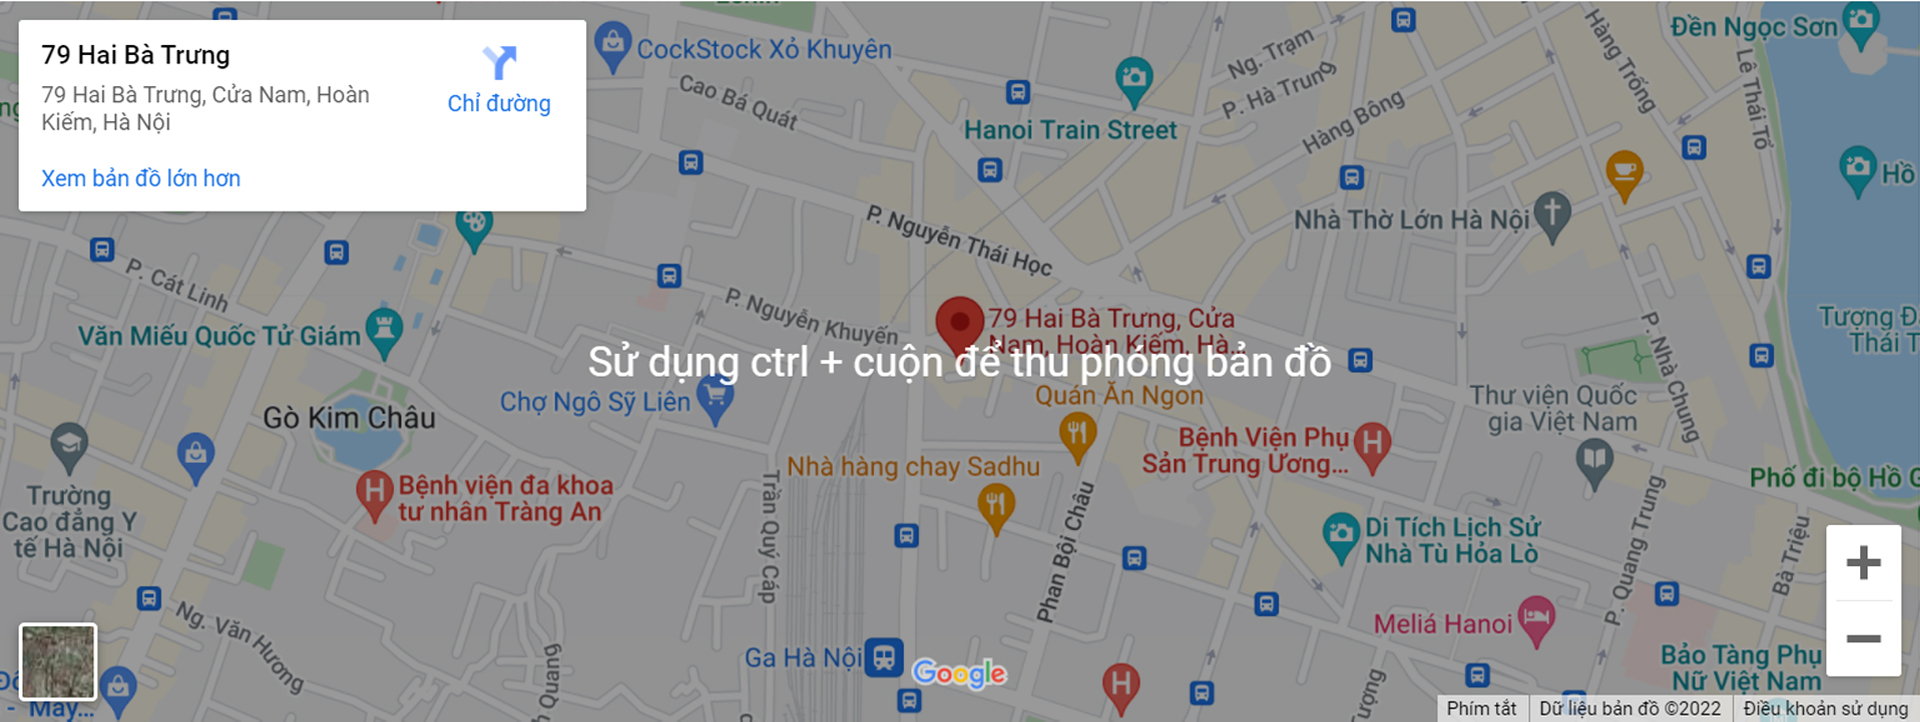 79 Hai Bà Trưng
79 Hai Bà Trưng, Cửa Nam, Hoàn
Kiếm, Hà Nội
Chỉ đường
Xem bản đồ lớn hơn
CockStock Xỏ Khuyên
Cao Bá Quát
Hanoi Train Street
Ng. Trạm
P. Hà Trung
Hàng Bông
Hàng Trống
Đền Ngọc Sơn
Lê Thái Tổ
Hồ
Nhà Thờ Lớn Hà Nội
P. Nguyễn Thái Học
P. Cát Linh
P. Nguyễn Khuyến
Văn Miếu Quốc Tử Giám
79 Hai Bà Trưng, Cửa
Nam, Hoàn Kiếm, Hà...
Sử dụng ctrl + cuộn để thu phóng bản đồ
Tượng Đ
Thái T
P. Nhà Chung
Chợ Ngô Sỹ Liên
Quán Ăn Ngon
Gò Kim Châu
Thư viện Quốc
gia Việt Nam
Bệnh Viện Phụ
Sản Trung Ương...
Nhà hàng chay Sadhu
Phố đi bộ Hồ G
Bệnh viện đa khoa
tư nhân Tràng An
Trường
Cao đẳng Y
tế Hà Nội
Trần Quý Cáp
Phan Bội Châu
Di Tích Lịch Sử
Nhà Tù Hỏa Lò
P. Quang Trung
Bà Triệu
Ng. Văn Hương
Meliá Hanoi
Ga Hà Nội
Google
Bảo Tàng Phụ
Nữ Việt Nam
- Máy...
h Quang
ượng
Phím tắt
Dữ liệu bản đồ ©2022
Điều khoản sử dụng